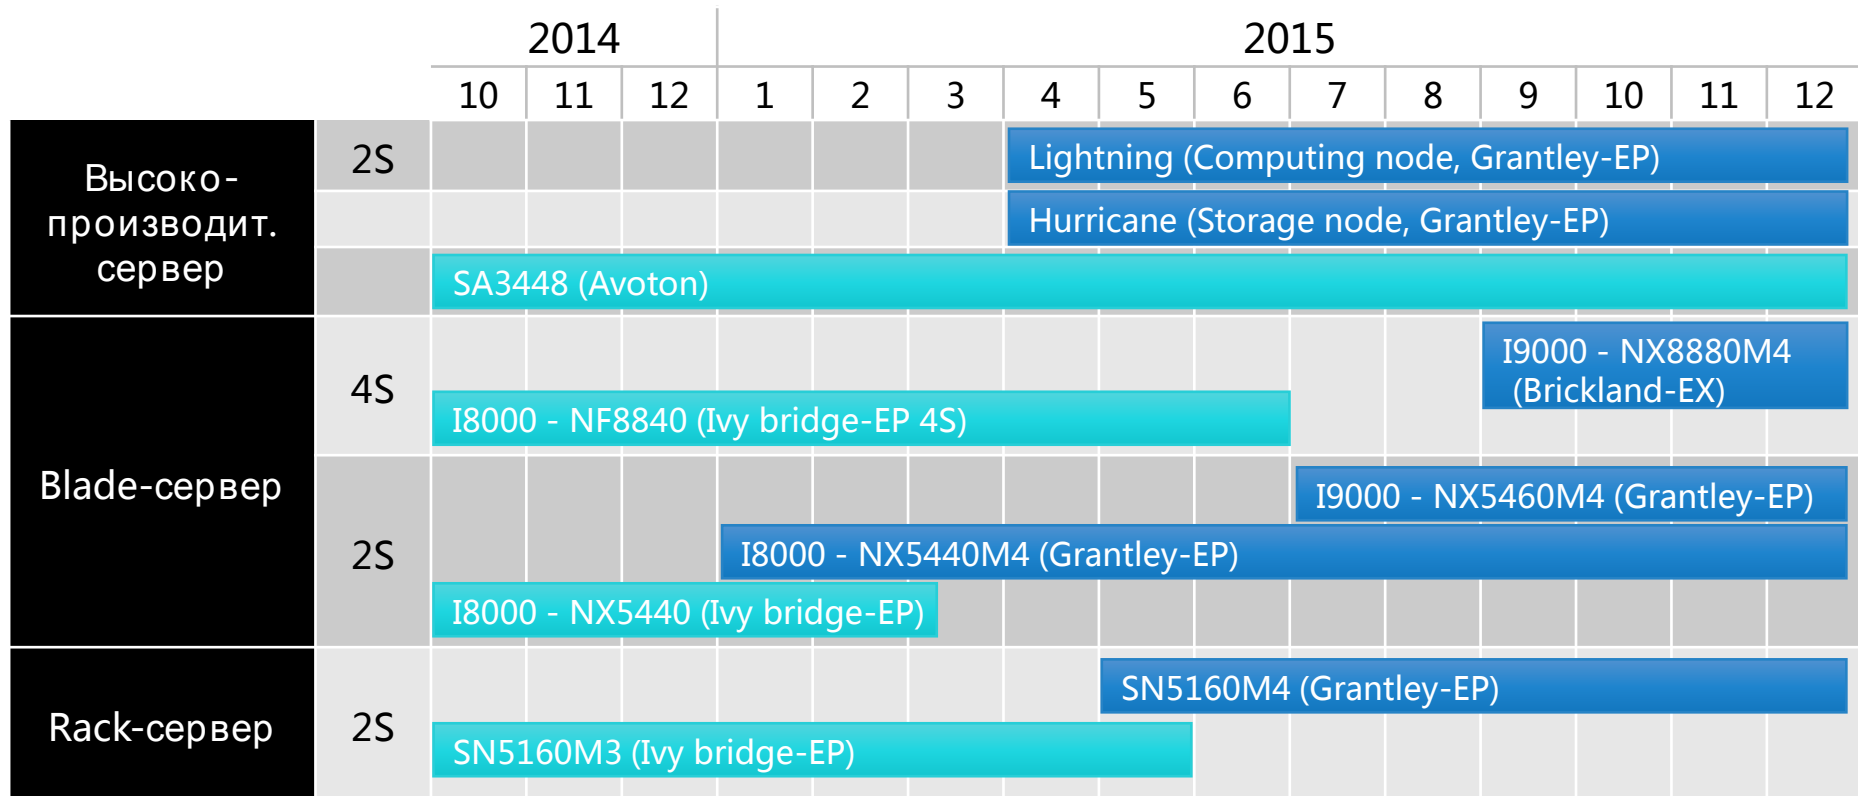 2014 2015
10 11 12 1 2 3 4 5 6 7 8 9 10 11 12
Высоко-
производит.
сервер
2S
Lightning (Computing node, Grantley-EP)
Hurricane (Storage node, Grantley-EP)
SA3448 (Avoton)
Blade-сервер
4S
I9000 - NX8880M4
(Brickland-EX)
I8000 - NF8840 (Ivy bridge-EP 4S)
2S
I9000 - NX5460M4 (Grantley-EP)
I8000 - NX5440M4 (Grantley-EP)
I8000 - NX5440 (Ivy bridge-EP)
Rack-сервер
2S
SN5160M4 (Grantley-EP)
SN5160M3 (Ivy bridge-EP)